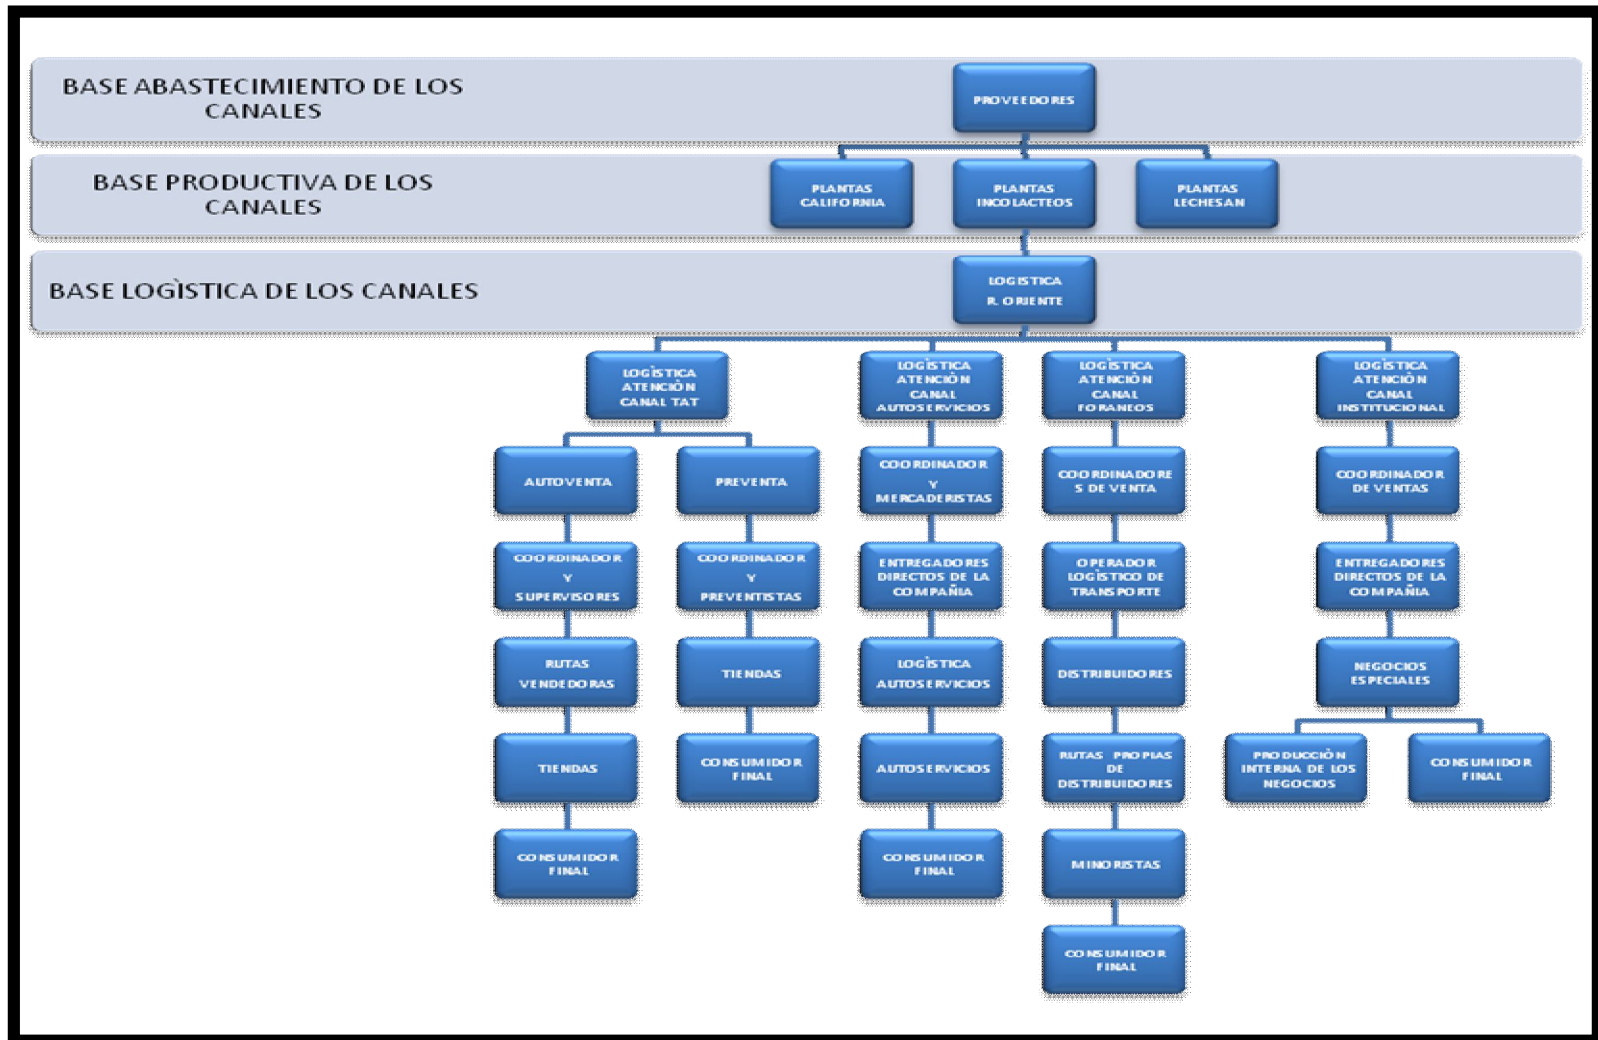 BASE ABASTECIMIENTO DE LOS
CANALES
PROVEEDORES
BASE PRODUCTIVA DE LOS
CANALES
PLANTAS
CALIFORNIA
PLANTAS
INCOLACTEOS
PLANTAS
LECHESAN
BASE LOGÌSTICA DE LOS CANALES
LOGISTICA
R. ORIENTE
LOGÌSTICA
ATENCIÒN
CANAL TAT
LOGÌSTICA
ATENCIÒN
CANAL
AUTOSERVICIOS
LOGÌSTICA
ATENCIÒN
CANAL
FORANEOS
LOGÌSTICA
ATENCIÒN
CANAL
INSTITUCIONAL
AUTOVENTA
PREVENTA
COORDINADOR
Y
MERCADERISTAS
COORDINADORE
S DE VENTA
COORDINADOR
DE VENTAS
COORDINADOR
Y
SUPERVISORES
COORDINADOR
Y
PREVENTISTAS
ENTREGADORES
DIRECTOS DE LA
COMPAÑIA
OPERADOR
LOGÌSTICO DE
TRANSPORTE
ENTREGADORES
DIRECTOS DE LA
COMPAÑIA
RUTAS
VENDEDORAS
TIENDAS
LOGÌSTICA
AUTOSERVICIOS
DISTRIBUIDORES
NEGOCIOS
ESPECIALES
TIENDAS
CONSUMIDOR
FINAL
AUTOSERVICIOS
RUTAS PROPIAS
DE
DISTRIBUIDORES
PRODUCCIÒN
INTERNA DE LOS
NEGOCIOS
CONSUMIDOR
FINAL
CONSUMIDOR
FINAL
CONSUMIDOR
FINAL
MINORISTAS
CONSUMIDOR
FINAL